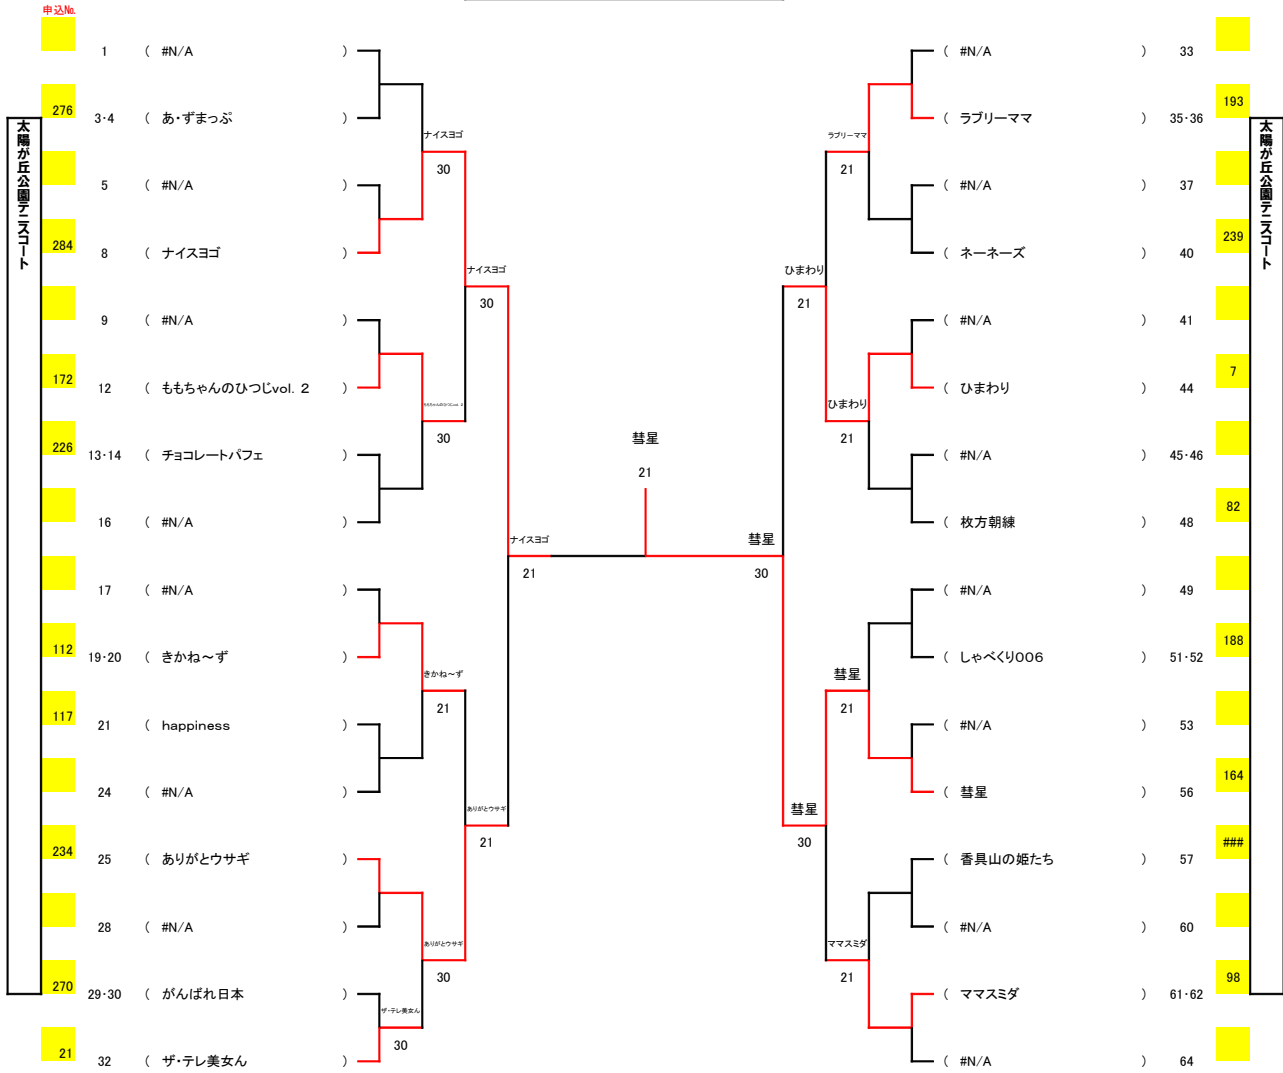 申込No.
1 ( #N/A )
276 3・4 ( あ・ずまっぷ )
5 ( #N/A )
284 8 ( ナイスヨゴ )
9 ( #N/A )
172 12 ( ももちゃんのひつじvol. 2 )
226 13・14 ( チョコレートパフェ )
16 ( #N/A )
17 ( #N/A )
112 19・20 ( きかね～ず )
117 21 ( happiness )
24 ( #N/A )
234 25 ( ありがとウサギ )
28 ( #N/A )
270 29・30 ( がんばれ日本 )
21 32 ( ザ・テレ美女ん )
太陽が丘公園テニスコート
ナイスヨゴ
30
ももちゃんのひつじvol. 2
30
きかね～ず
21
ありがとウサギ
30
ザ・テレ美女ん
30
ナイスヨゴ
30
ありがとウサギ
21
ナイスヨゴ
21
彗星
21
彗星
30
ひまわり
21
彗星
30
ラブリーママ
21
ひまわり
21
彗星
21
ママスミダ
21
( #N/A ) 33
( ラブリーママ ) 35・36 193
( #N/A ) 37
( ネーネーズ ) 40 239
( #N/A ) 41
( ひまわり ) 44 7
( #N/A ) 45・46
( 枚方朝練 ) 48 82
( #N/A ) 49
( しゃべくり006 ) 51・52 188
( #N/A ) 53
( 彗星 ) 56 164
( 香具山の姫たち ) 57 ###
( #N/A ) 60
( ママスミダ ) 61・62 98
( #N/A ) 64
太陽が丘公園テニスコート